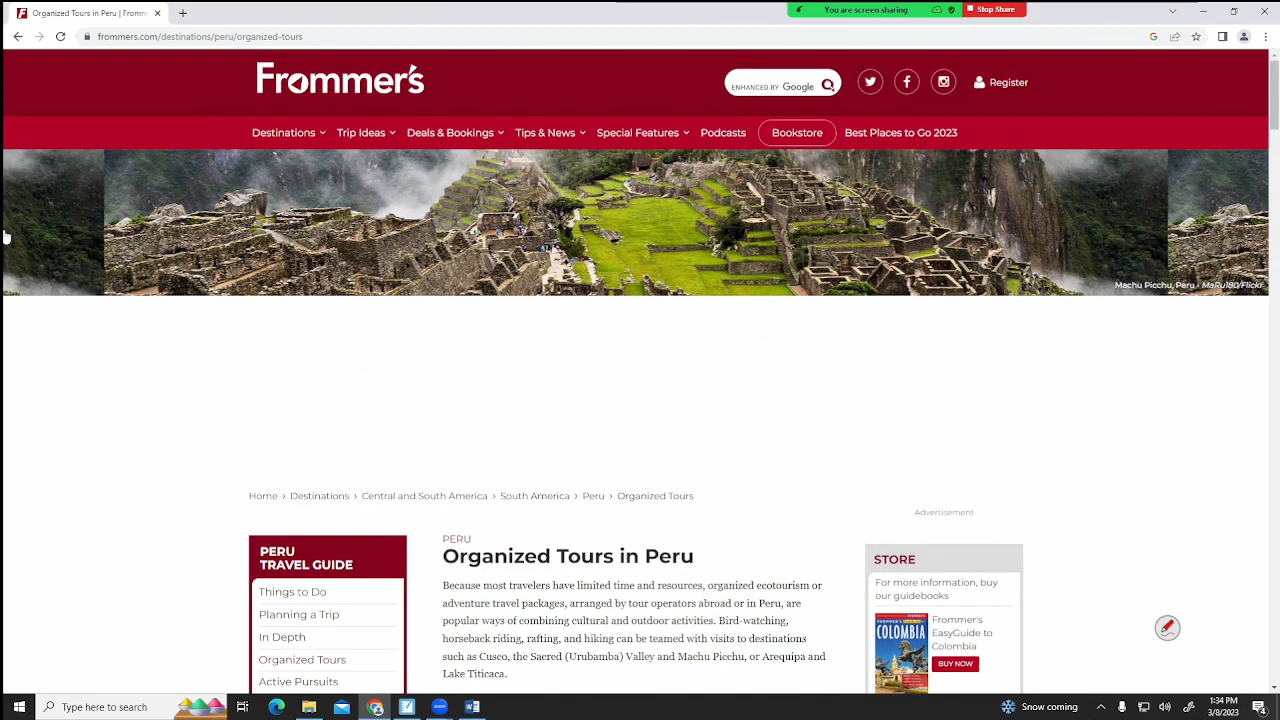 Organized Tours in Peru | Fromm
You are screen sharing
Stop Share
frommers.com/destinations/peru/organized-tours
Frommer's
ENHANCED BY Google
Register
Destinations Trip Ideas Deals & Bookings Tips & News Special Features Podcasts Bookstore Best Places to Go 2023
Machu Picchu, Peru - MaRu180/Flickr
Home › Destinations › Central and South America › South America › Peru › Organized Tours
Advertisement
PERU
TRAVEL GUIDE
Things to Do
Planning a Trip
In Depth
Organized Tours
Active Pursuits
PERU
Organized Tours in Peru
Because most travelers have limited time and resources, organized ecotourism or
adventure travel packages, arranged by tour operators abroad or in Peru, are
popular ways of combining cultural and outdoor activities. Bird-watching,
horseback riding, rafting, and hiking can be teamed with visits to destinations
such as Cusco, the Sacred (Urubamba) Valley and Machu Picchu, or Arequipa and
Lake Titicaca.
STORE
For more information, buy
our guidebooks
FROMMER'S
COLOMBIA
Frommer's
EasyGuide to
Colombia
BUY NOW
Type here to search
zoom
Snow coming
1:34 PM
3/8/2023